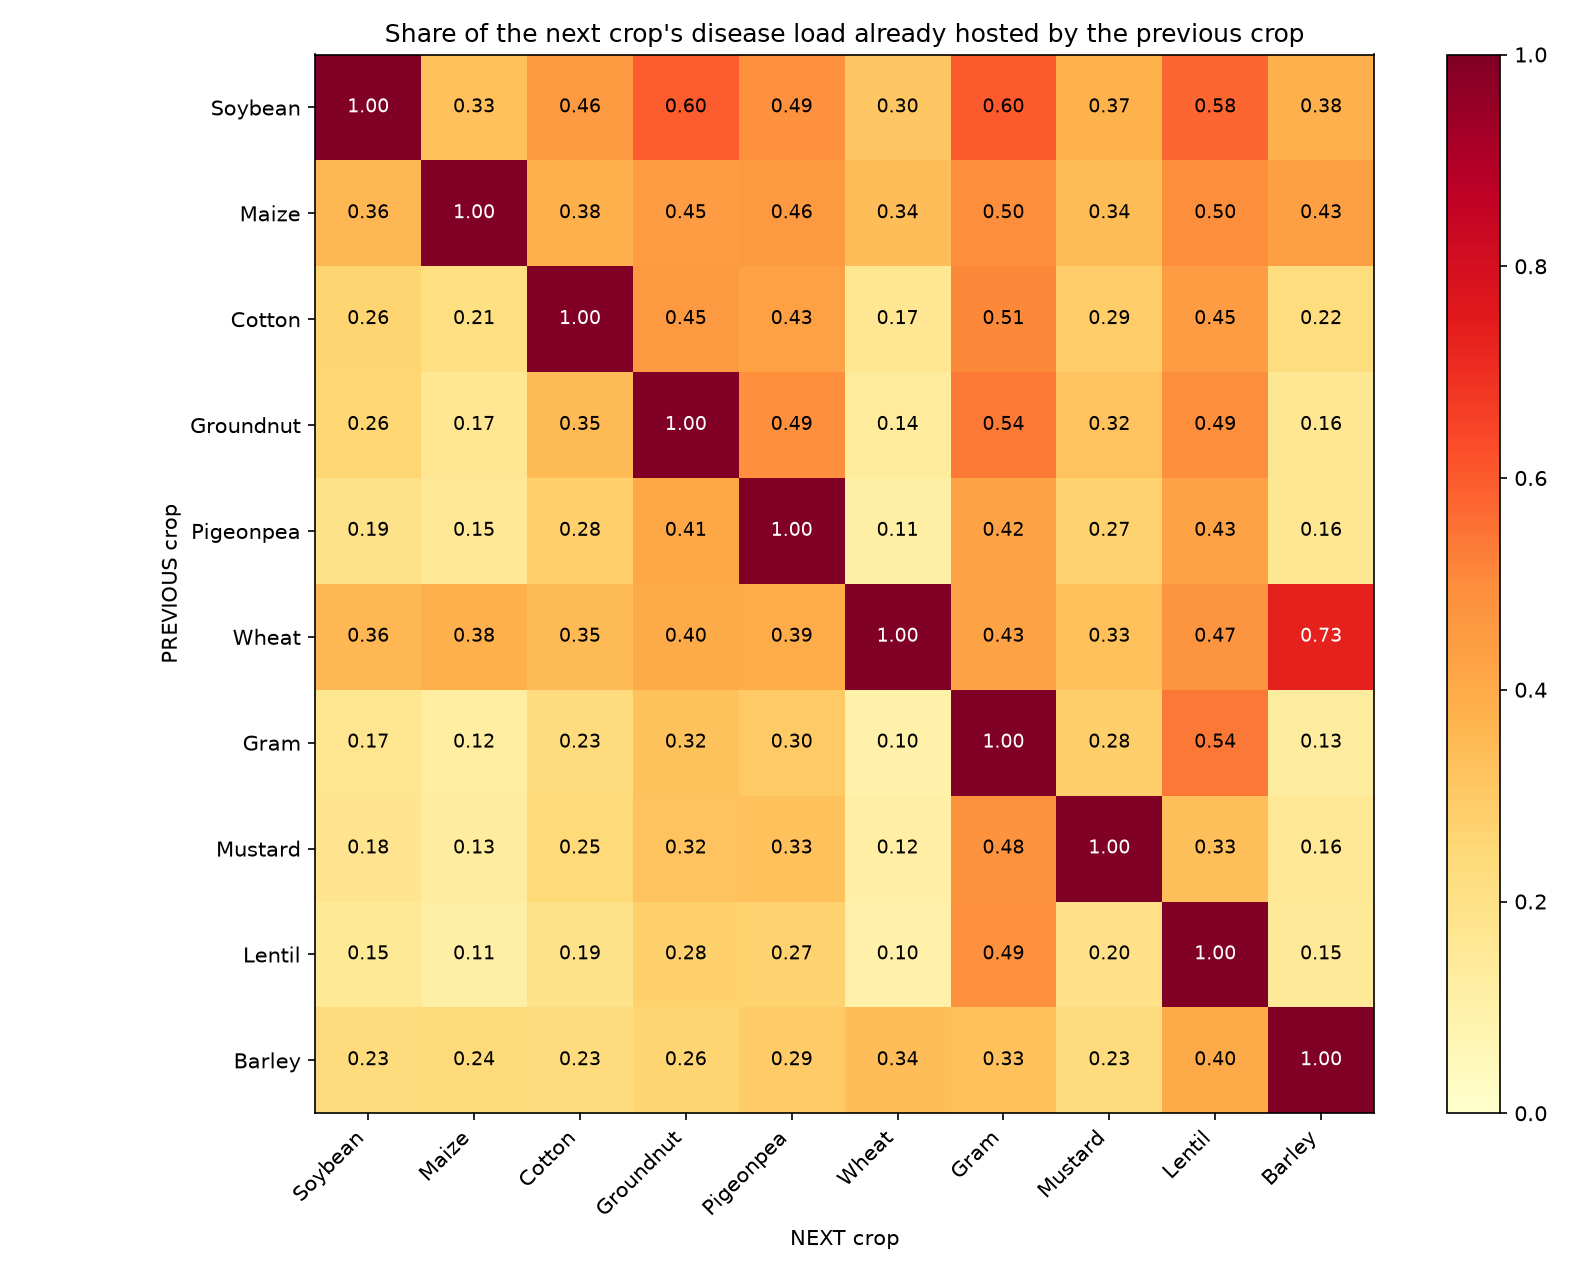 Share of the next crop's disease load already hosted by the previous crop
PREVIOUS crop
Soybean 1.00 0.33 0.46 0.60 0.49 0.30 0.60 0.37 0.58 0.38
Maize 0.36 1.00 0.38 0.45 0.46 0.34 0.50 0.34 0.50 0.43
Cotton 0.26 0.21 1.00 0.45 0.43 0.17 0.51 0.29 0.45 0.22
Groundnut 0.26 0.17 0.35 1.00 0.49 0.14 0.54 0.32 0.49 0.16
Pigeonpea 0.19 0.15 0.28 0.41 1.00 0.11 0.42 0.27 0.43 0.16
Wheat 0.36 0.38 0.35 0.40 0.39 1.00 0.43 0.33 0.47 0.73
Gram 0.17 0.12 0.23 0.32 0.30 0.10 1.00 0.28 0.54 0.13
Mustard 0.18 0.13 0.25 0.32 0.33 0.12 0.48 1.00 0.33 0.16
Lentil 0.15 0.11 0.19 0.28 0.27 0.10 0.49 0.20 1.00 0.15
Barley 0.23 0.24 0.23 0.26 0.29 0.34 0.33 0.23 0.40 1.00
Soybean Maize Cotton Groundnut Pigeonpea Wheat Gram Mustard Lentil Barley
NEXT crop
1.0
0.8
0.6
0.4
0.2
0.0